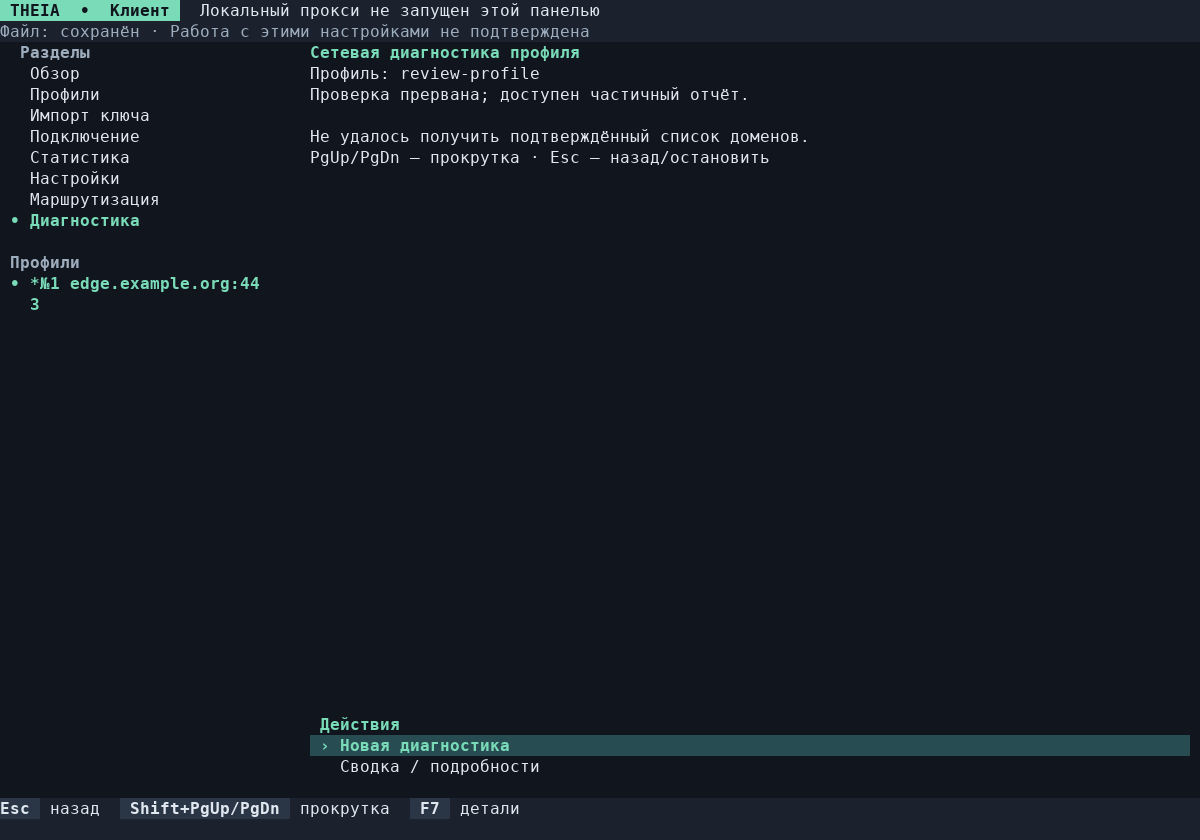 THEIA • Клиент Локальный прокси не запущен этой панелью
Файл: сохранён · Работа с этими настройками не подтверждена
Разделы
Обзор
Профили
Импорт ключа
Подключение
Статистика
Настройки
Маршрутизация
• Диагностика
Профили
• *№1 edge.example.org:44
3
Сетевая диагностика профиля
Профиль: review-profile
Проверка прервана; доступен частичный отчёт.
Не удалось получить подтверждённый список доменов.
PgUp/PgDn — прокрутка · Esc — назад/остановить
Действия
› Новая диагностика
Сводка / подробности
Esc назад Shift+PgUp/PgDn прокрутка F7 детали